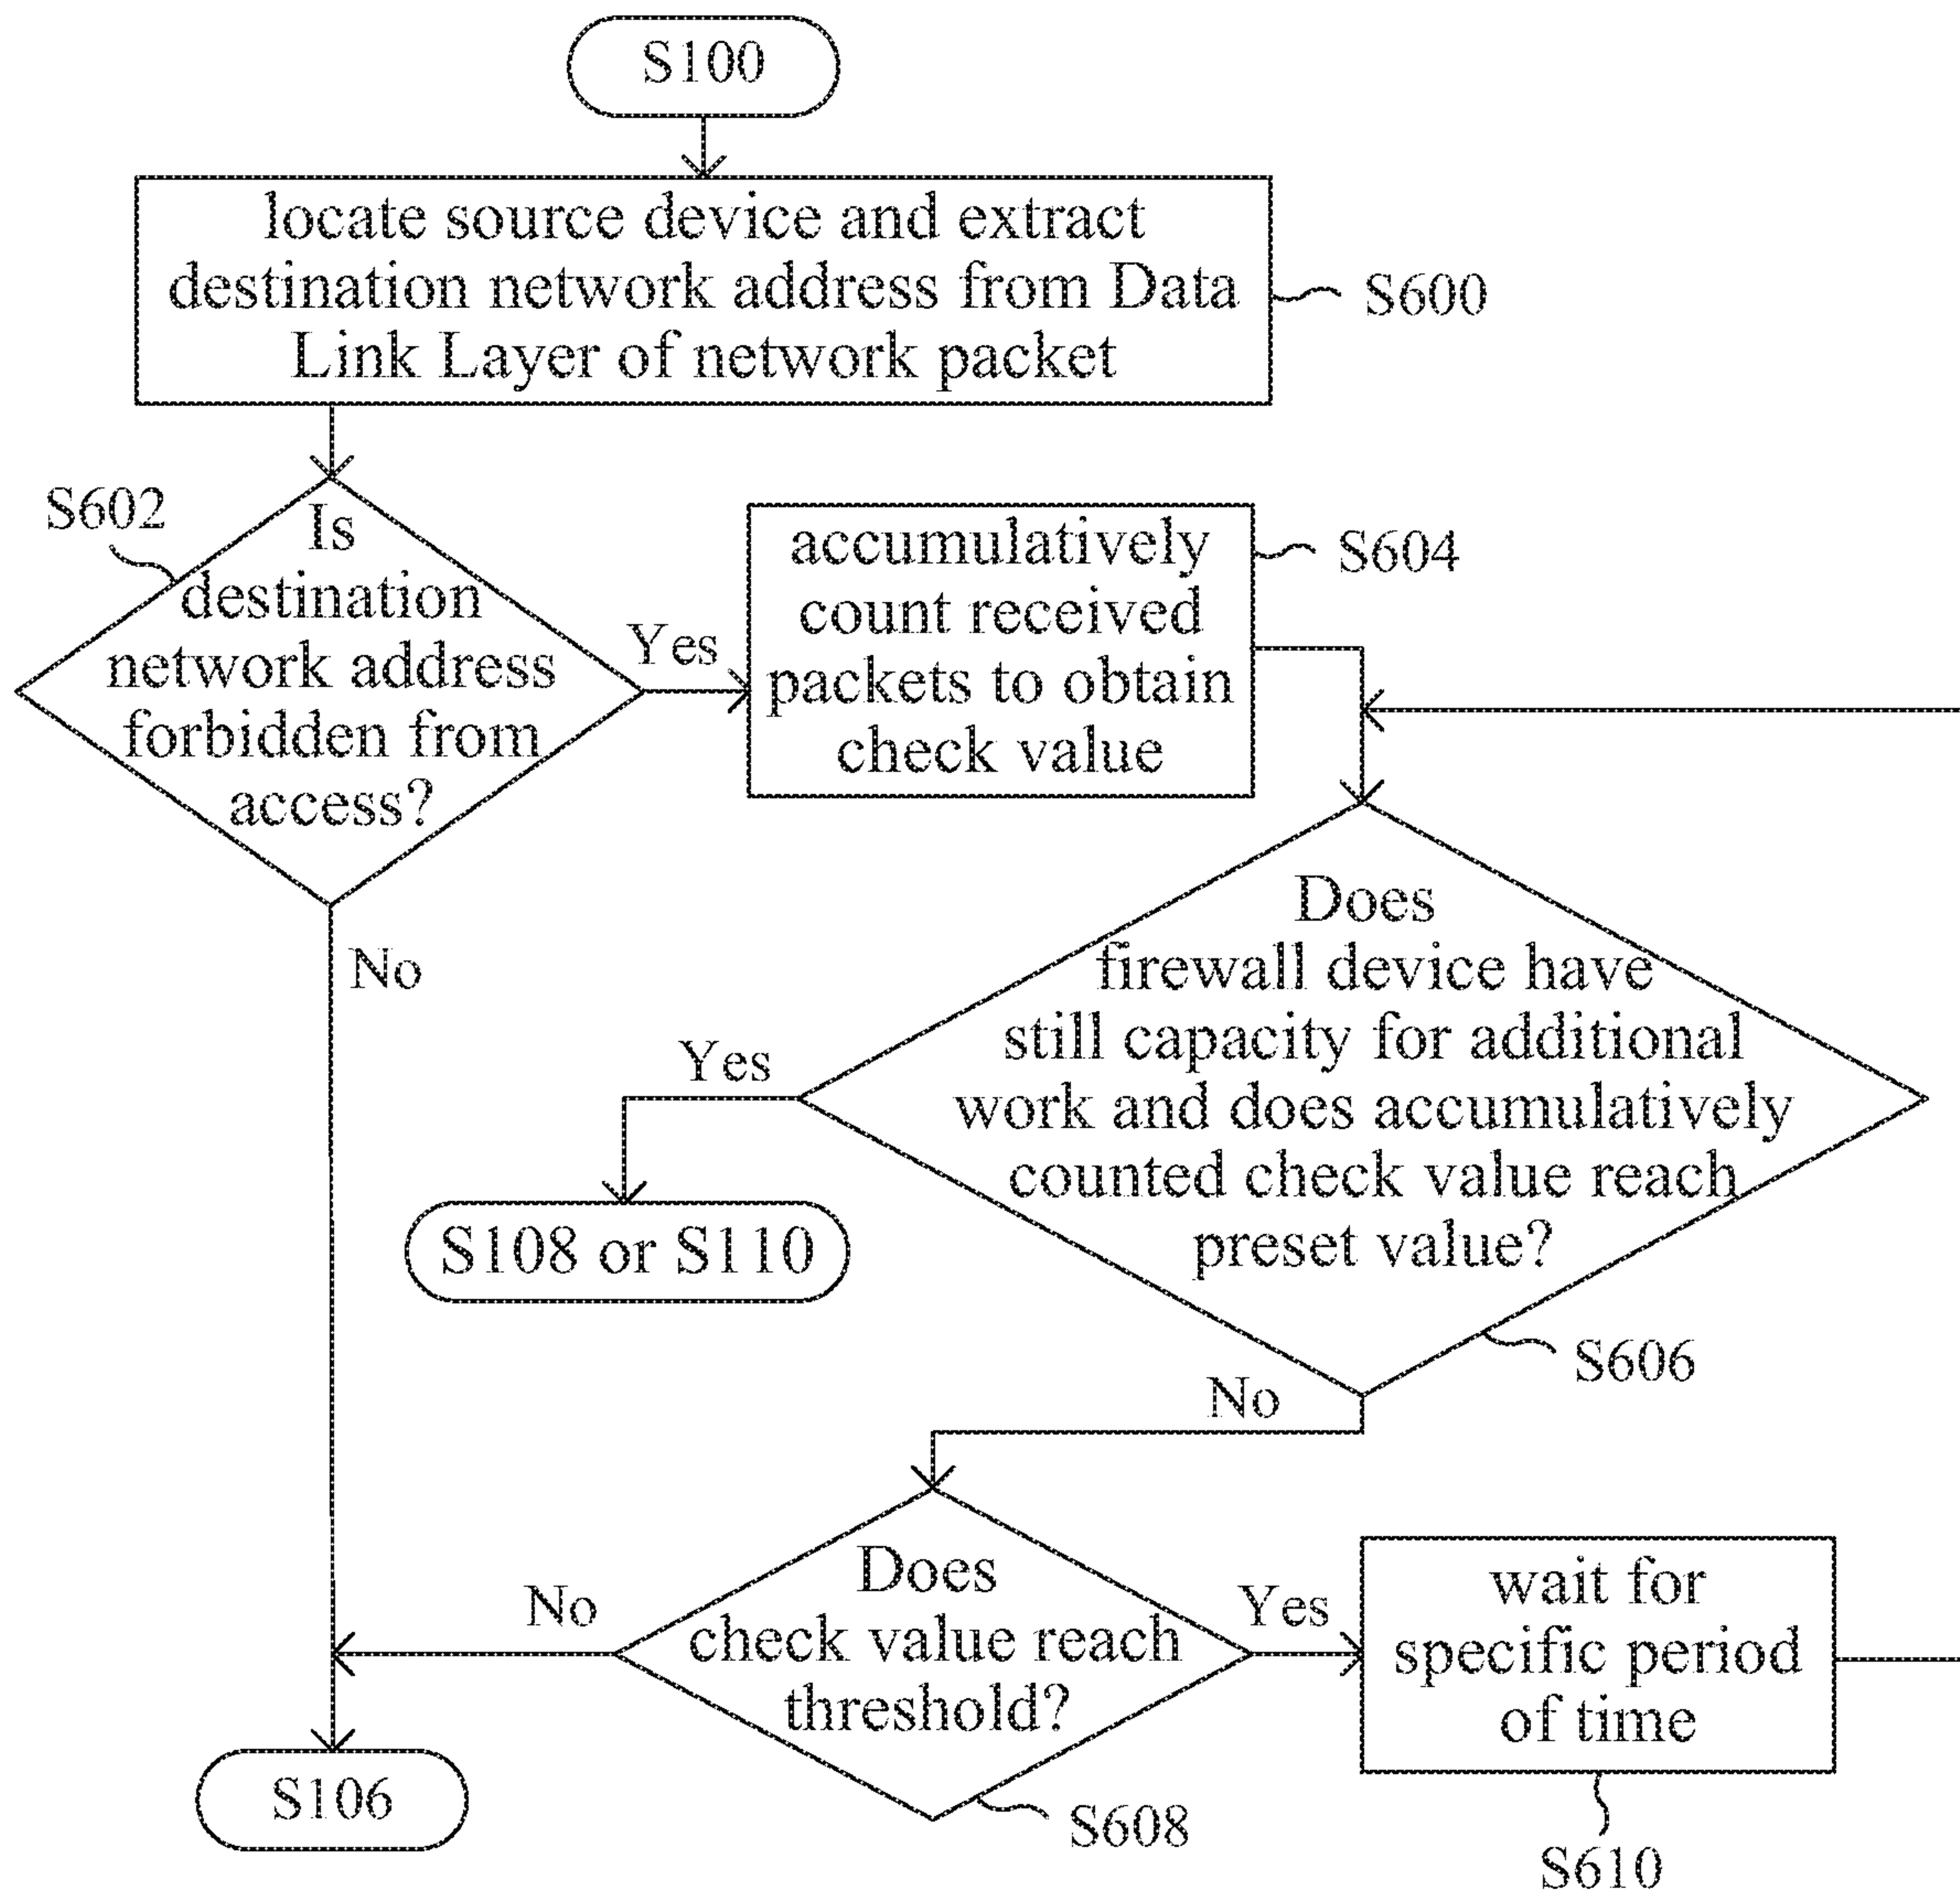 S100
locate source device and extract
destination network address from Data
Link Layer of network packet
S600
S602
Is
destination
network address
forbidden from
access?
Yes
accumulatively
count received
packets to obtain
check value
S604
No
Does
firewall device have
still capacity for additional
work and does accumulatively
counted check value reach
preset value?
Yes
S108 or S110
S606
No
Does
check value reach
threshold?
No
Yes
wait for
specific period
of time
S106
S608
S610